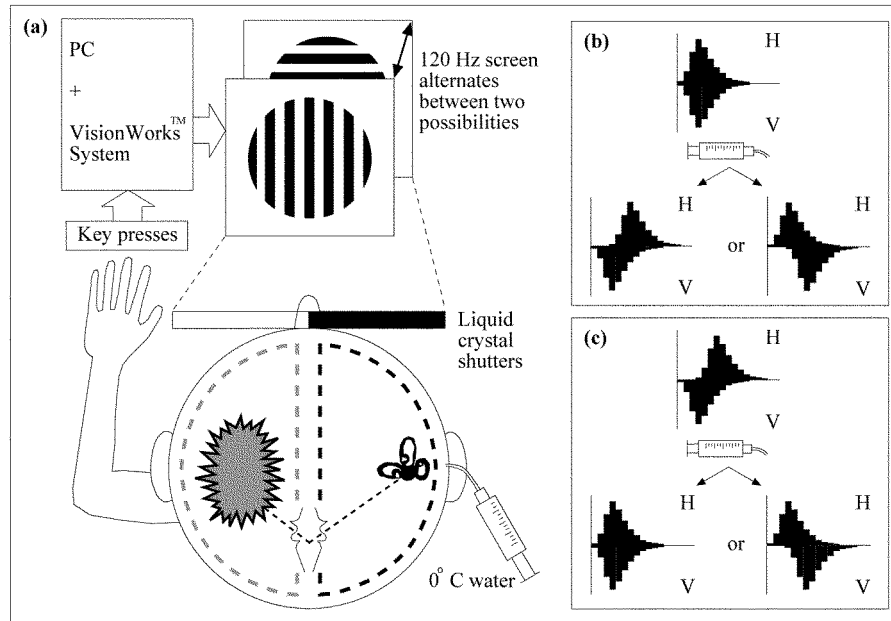 (a)
PC
+
VisionWorks™
System
Key presses
120 Hz screen
alternates
between two
possibilities
Liquid
crystal
shutters
0° C water
(b)
H
V
H
or
H
V
V
(c)
H
V
H
or
H
V
V